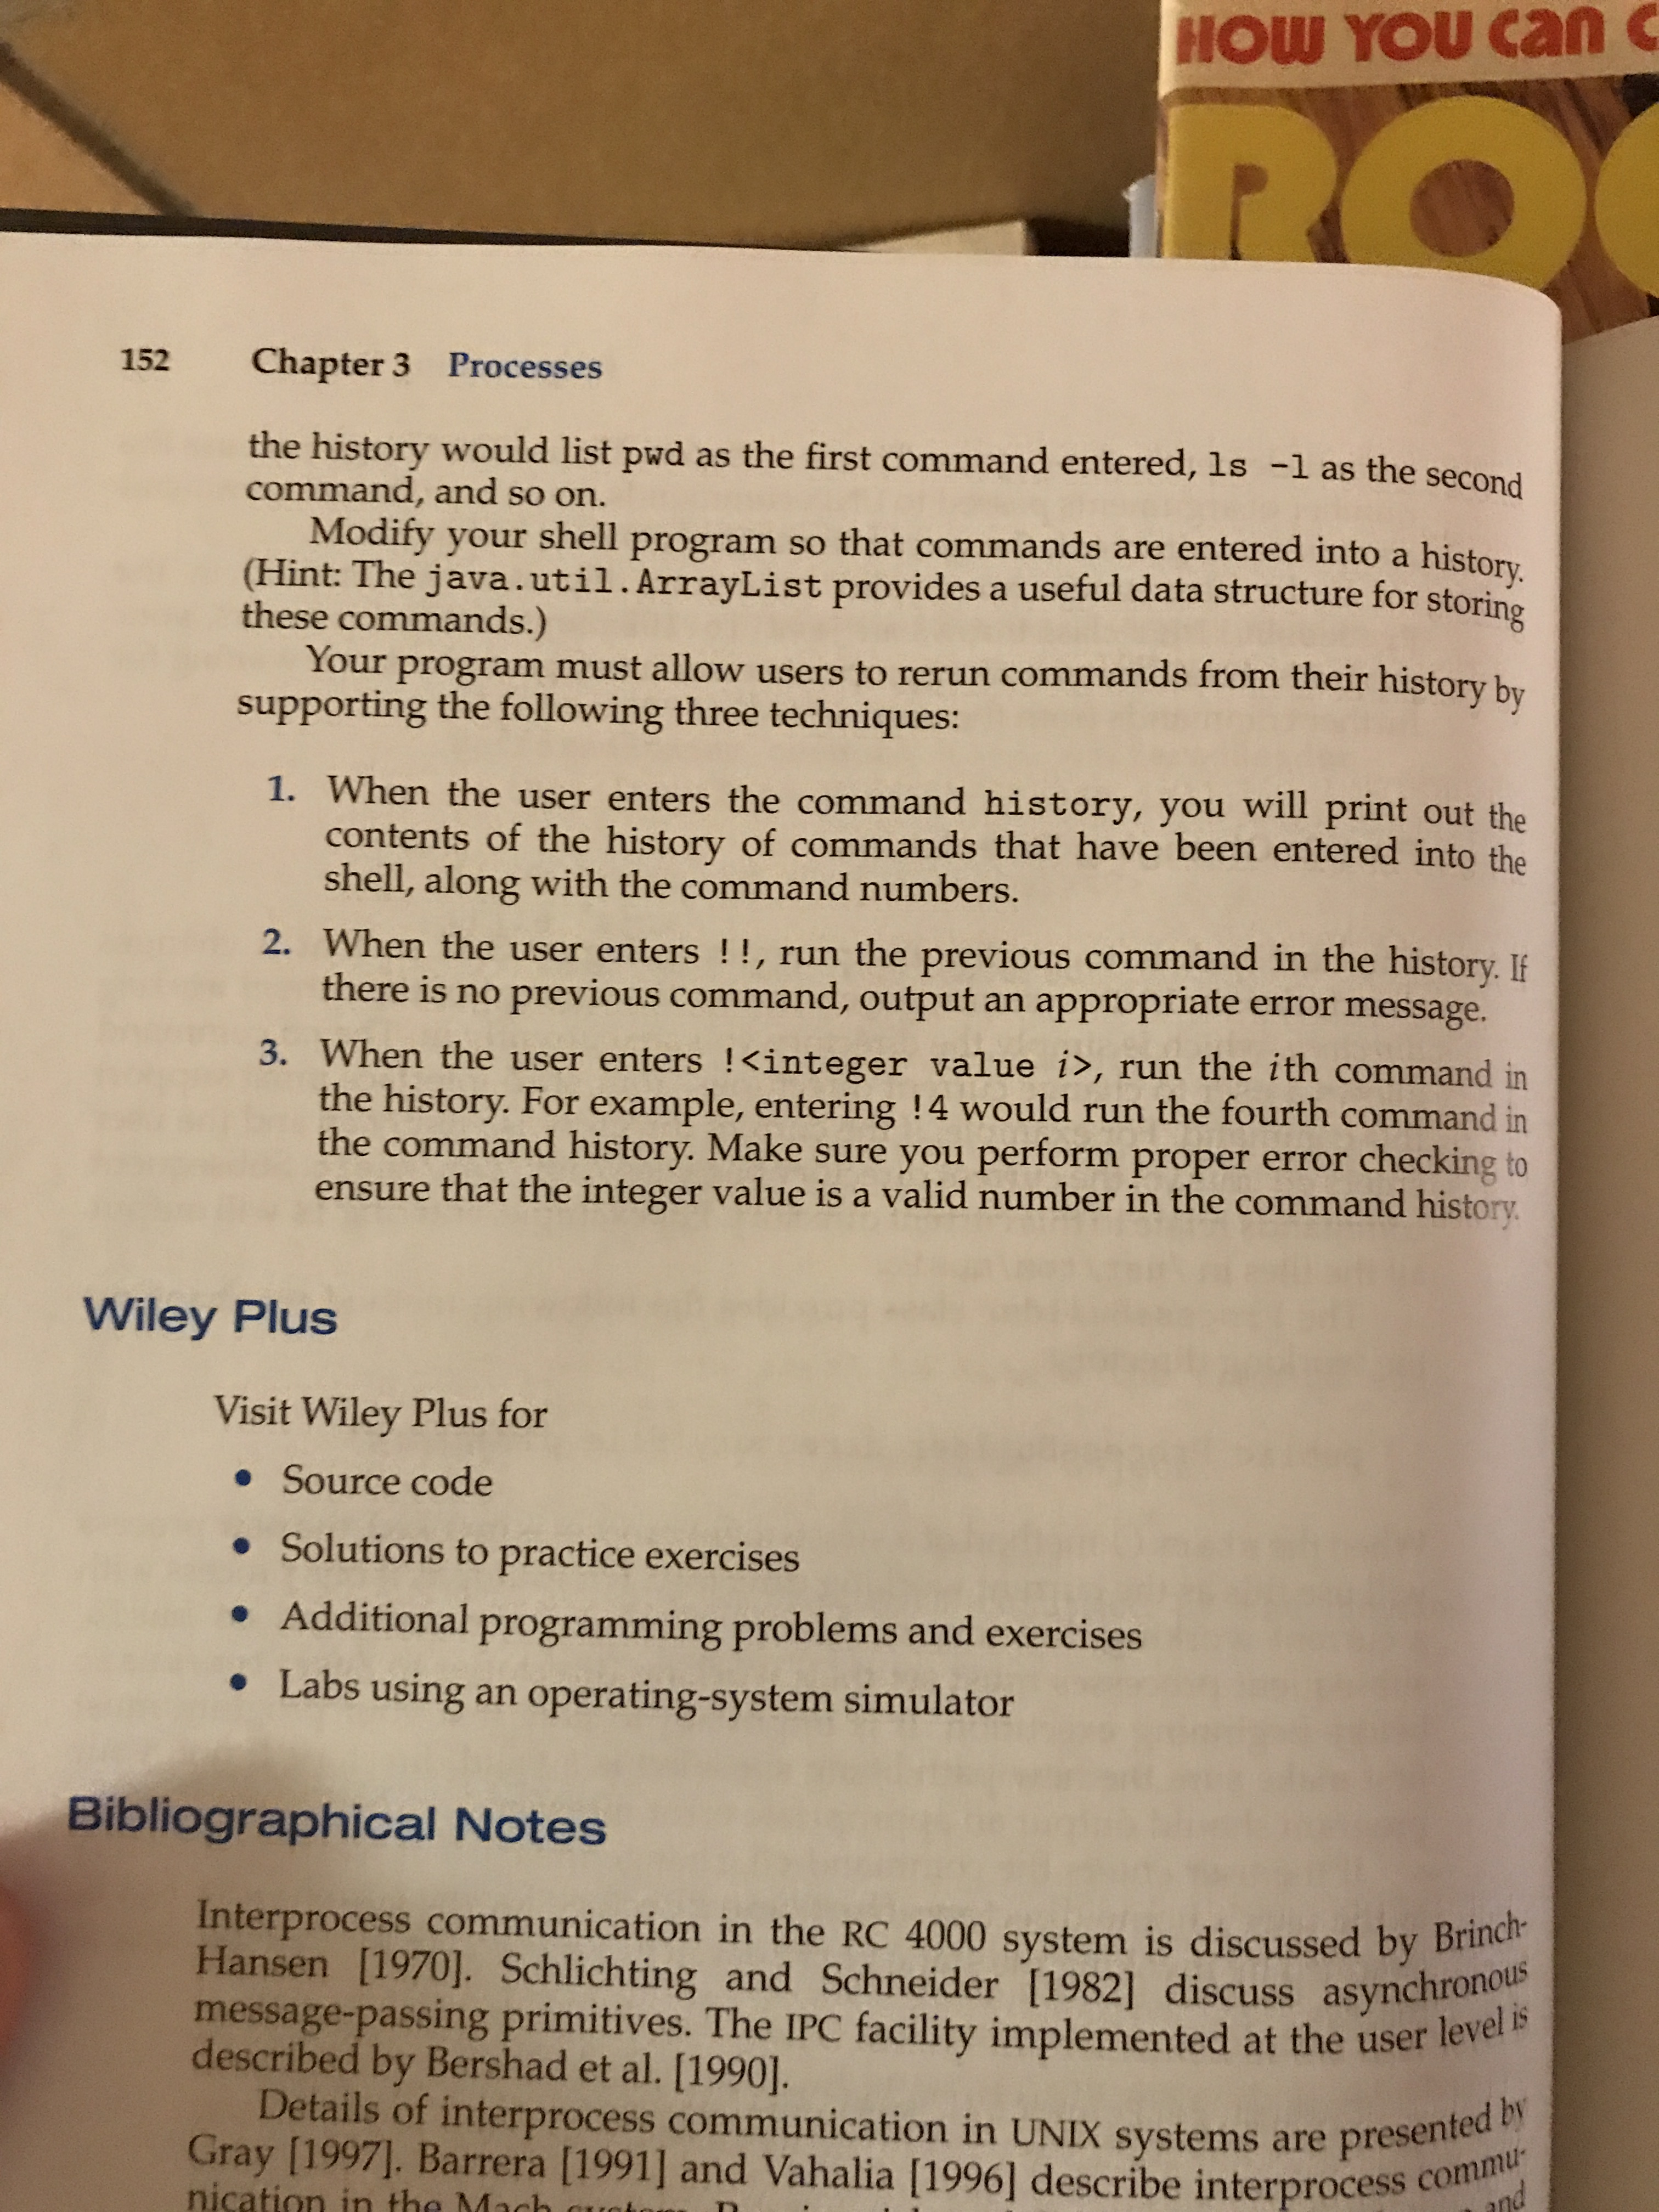 HOW YOU can
ROO
152 Chapter 3 Processes
the history would list pwd as the first command entered, ls -l as the second
command, and so on.
Modify your shell program so that commands are entered into a history.
(Hint: The java.util.ArrayList provides a useful data structure for storing
these commands.)
Your program must allow users to rerun commands from their history by
supporting the following three techniques:
1. When the user enters the command history, you will print out the
contents of the history of commands that have been entered into the
shell, along with the command numbers.
2. When the user enters !!, run the previous command in the history. If
there is no previous command, output an appropriate error message.
3. When the user enters !<integer value i>, run the ith command in
the history. For example, entering !4 would run the fourth command in
the command history. Make sure you perform proper error checking to
ensure that the integer value is a valid number in the command history.
Wiley Plus
Visit Wiley Plus for
• Source code
• Solutions to practice exercises
• Additional programming problems and exercises
• Labs using an operating-system simulator
Bibliographical Notes
Interprocess communication in the RC 4000 system is discussed by Brinch-
Hansen [1970]. Schlichting and Schneider [1982] discuss asynchronous
message-passing primitives. The IPC facility implemented at the user level is
described by Bershad et al. [1990].
Details of interprocess communication in UNIX systems are presented by
Gray [1997]. Barrera [1991] and Vahalia [1996] describe interprocess commu-
nication in the Mach system. and